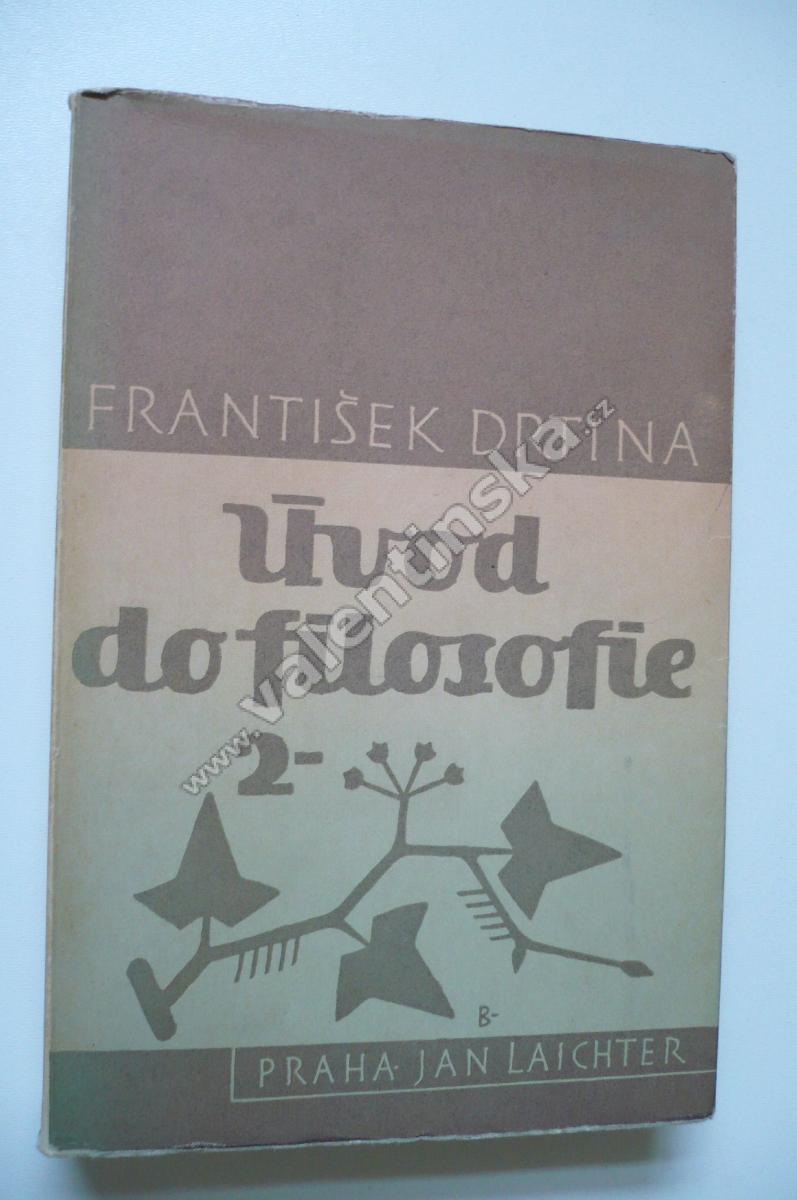 FRANTIŠEK DRTINA
Úvod
do filosofie
2-
B-
PRAHA · JAN LAICHTER
www.valentinska.cz